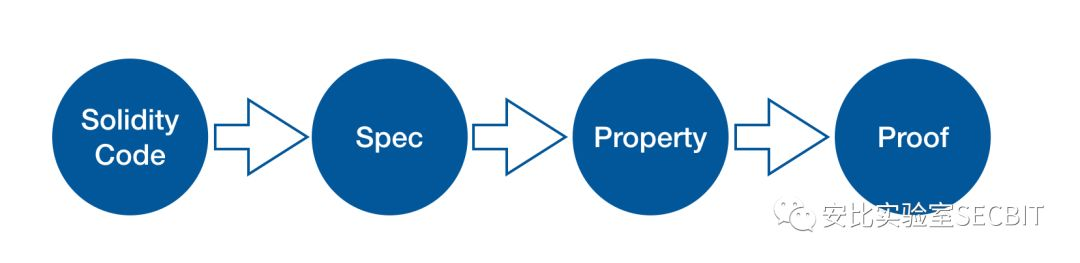 Solidity
Code
Spec
Property
Proof
安比实验室SECBIT